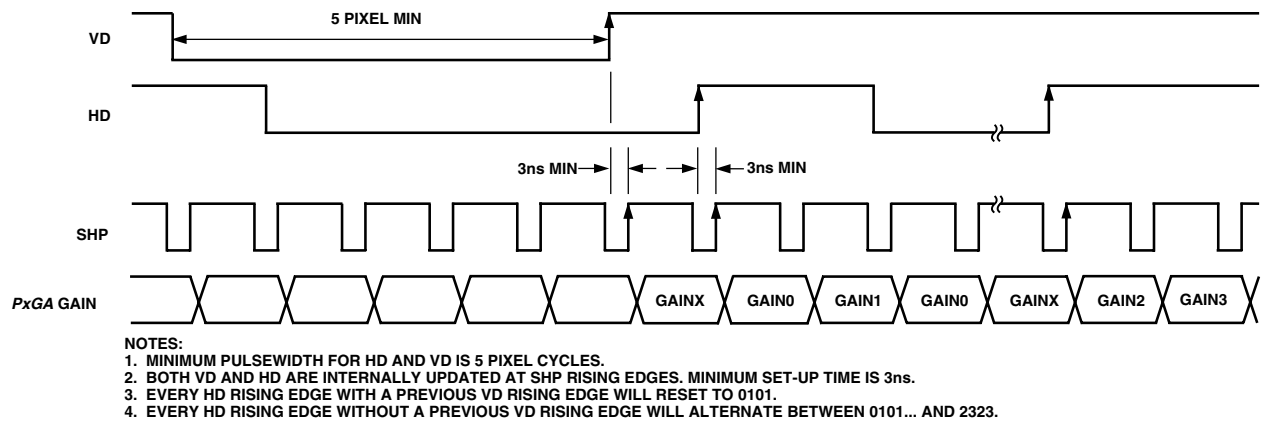 5 PIXEL MIN
VD
HD
3ns MIN
3ns MIN
SHP
PxGA GAIN
GAINX
GAIN0
GAIN1
GAIN0
GAINX
GAIN2
GAIN3
NOTES:
1. MINIMUM PULSEWIDTH FOR HD AND VD IS 5 PIXEL CYCLES.
2. BOTH VD AND HD ARE INTERNALLY UPDATED AT SHP RISING EDGES. MINIMUM SET-UP TIME IS 3ns.
3. EVERY HD RISING EDGE WITH A PREVIOUS VD RISING EDGE WILL RESET TO 0101.
4. EVERY HD RISING EDGE WITHOUT A PREVIOUS VD RISING EDGE WILL ALTERNATE BETWEEN 0101... AND 2323.